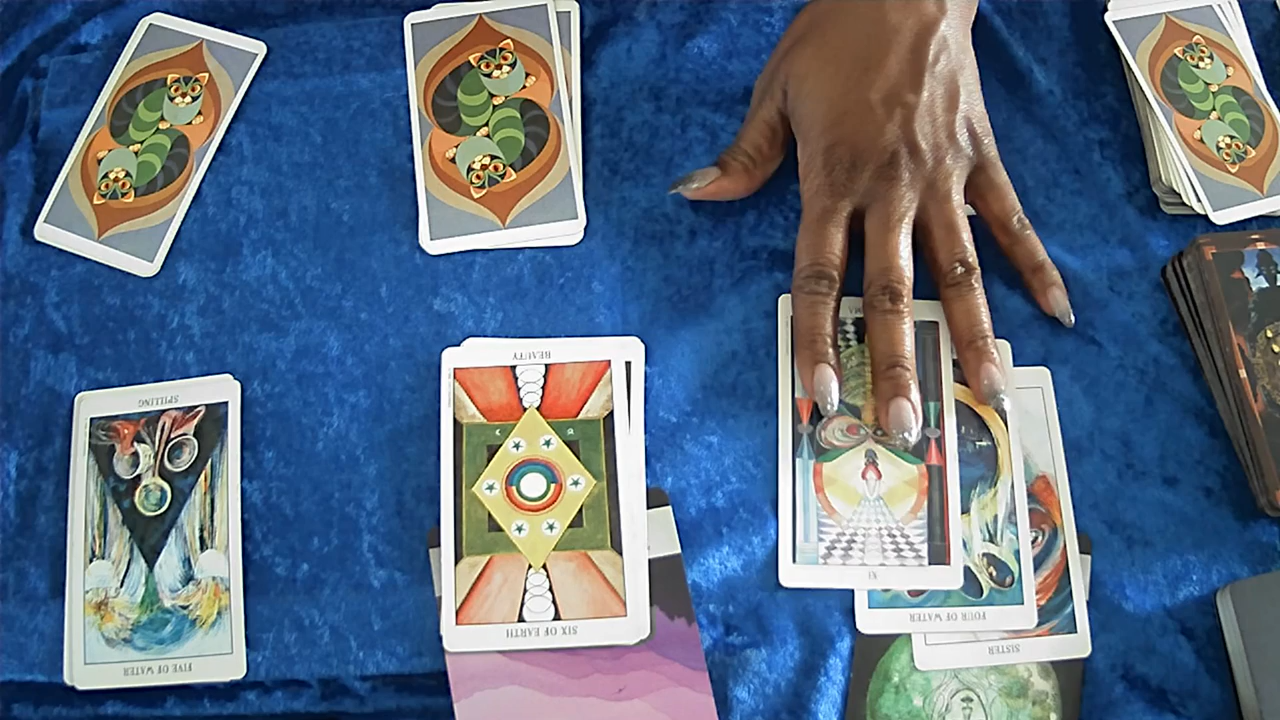 SPILLING
FIVE OF WATER
BEAUTY
SIX OF EARTH
XI
FOUR OF WATER
SISTER